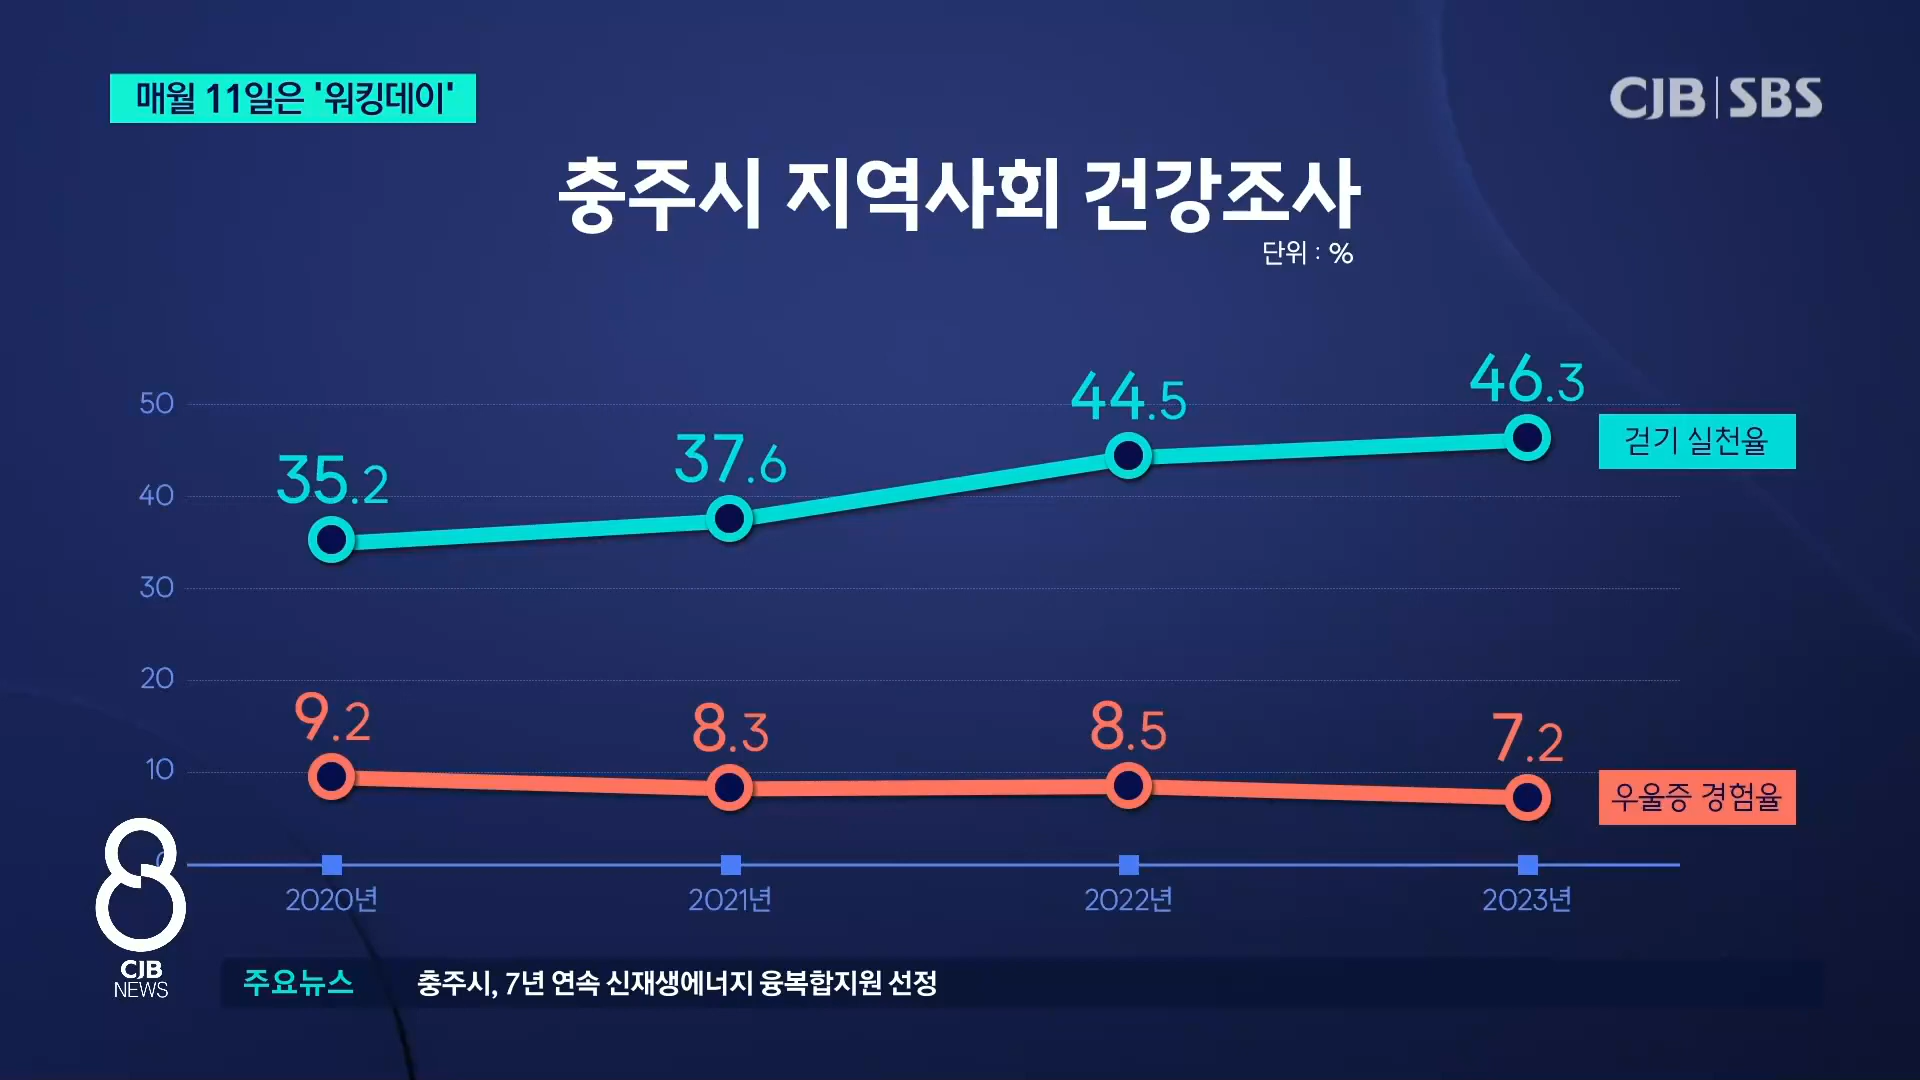 매월 11일은 '워킹데이'
CJB SBS
충주시 지역사회 건강조사
단위 : %
50
40
30
20
10
0
35.2
37.6
44.5
46.3
걷기 실천율
9.2
8.3
8.5
7.2
우울증 경험율
2020년
2021년
2022년
2023년
8
CJB
NEWS
주요뉴스
충주시, 7년 연속 신재생에너지 융복합지원 선정